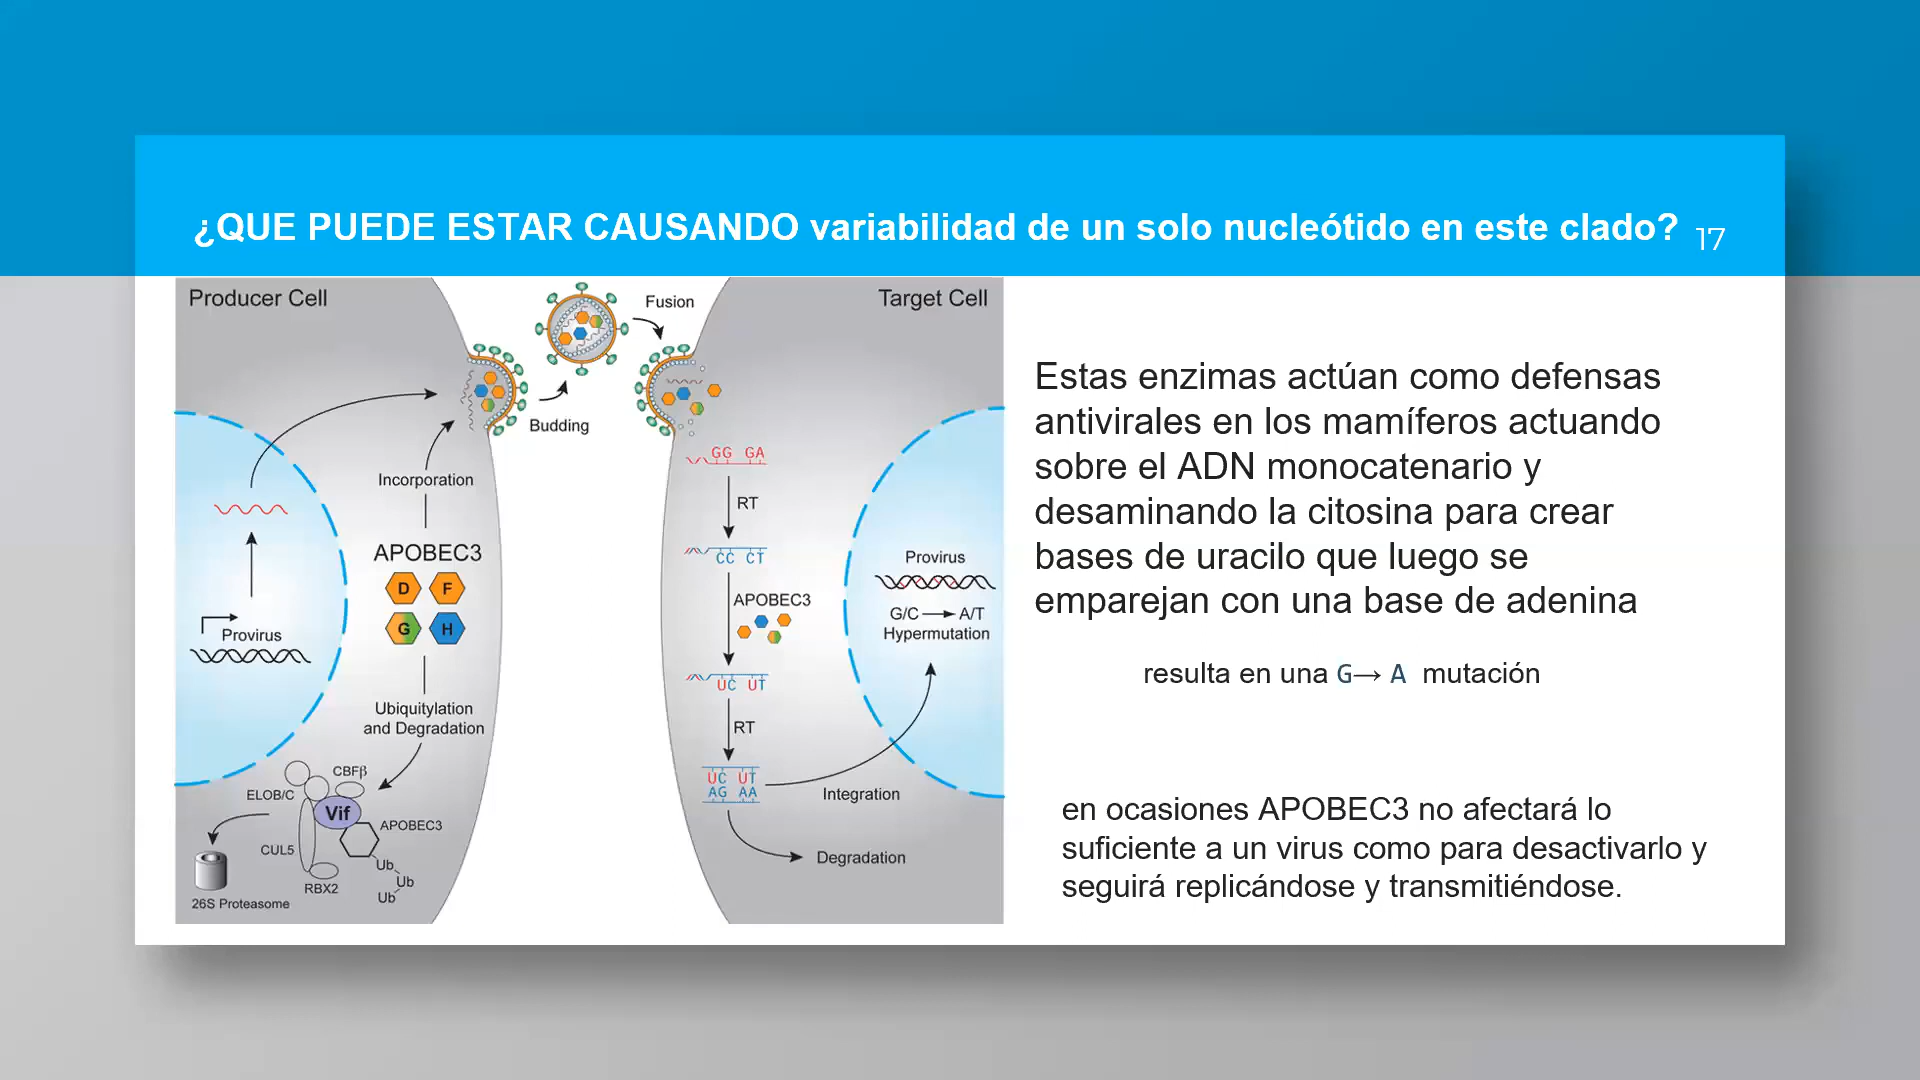 ¿QUE PUEDE ESTAR CAUSANDO variabilidad de un solo nucleótido en este clado?
17
Producer Cell
Fusion
Target Cell
Budding
Incorporation
APOBEC3
D
F
G
H
Provirus
Ubiquitylation
and Degradation
CBFβ
ELOB/C
Vif
APOBEC3
CUL5
Ub
Ub
Ub
RBX2
26S Proteasome
GG GA
RT
CC CT
APOBEC3
UC UT
RT
UC UT
AG AA
Integration
Degradation
Provirus
G/C → A/T
Hypermutation
Estas enzimas actúan como defensas
antivirales en los mamíferos actuando
sobre el ADN monocatenario y
desaminando la citosina para crear
bases de uracilo que luego se
emparejan con una base de adenina
resulta en una G→ A mutación
en ocasiones APOBEC3 no afectará lo
suficiente a un virus como para desactivarlo y
seguirá replicándose y transmitiéndose.